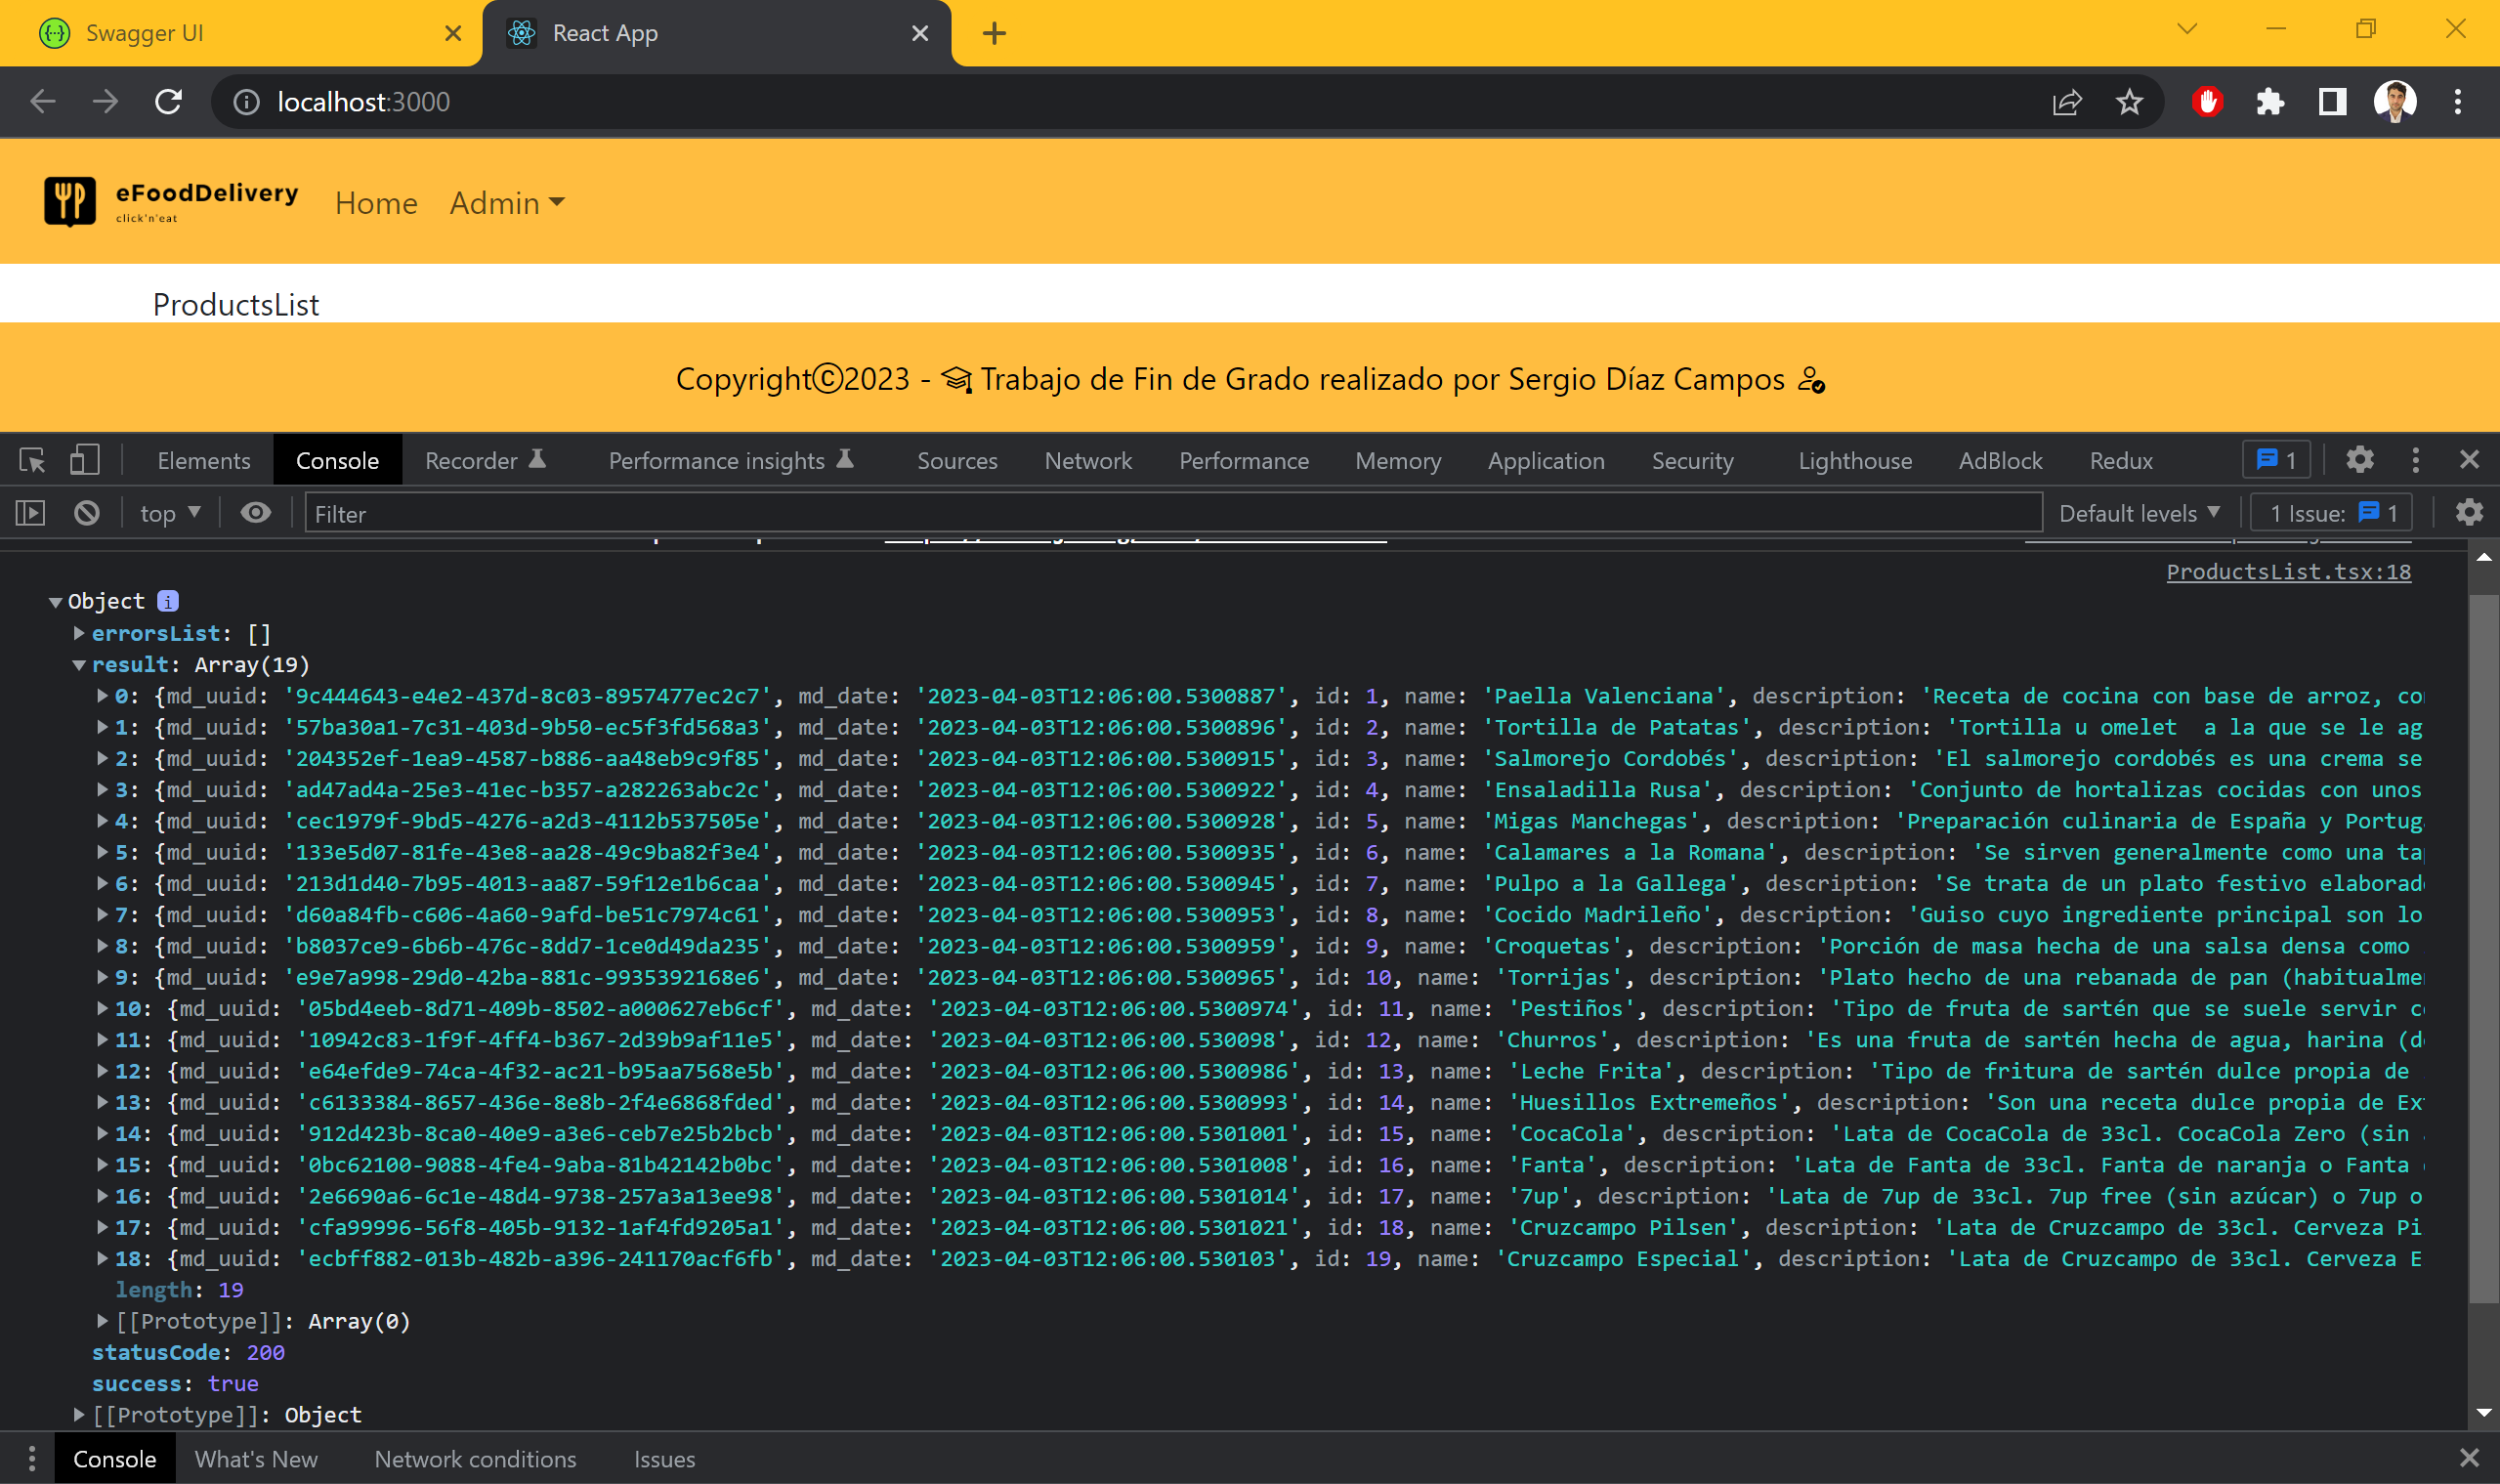 Swagger UI
React App
localhost:3000
eFoodDelivery
click'n'eat
Home
Admin
ProductsList
Copyrightⓒ2023 - Trabajo de Fin de Grado realizado por Sergio Díaz Campos
Elements Console Recorder Performance insights Sources Network Performance Memory Application Security Lighthouse AdBlock Redux 1
top Filter Default levels 1 Issue: 1
ProductsList.tsx:18
Object i
errorsList: []
result: Array(19)
0: {md_uuid: '9c444643-e4e2-437d-8c03-8957477ec2c7', md_date: '2023-04-03T12:06:00.5300887', id: 1, name: 'Paella Valenciana', description: 'Receta de cocina con base de arroz, con
1: {md_uuid: '57ba30a1-7c31-403d-9b50-ec5f3fd568a3', md_date: '2023-04-03T12:06:00.5300896', id: 2, name: 'Tortilla de Patatas', description: 'Tortilla u omelet  a la que se le ag
2: {md_uuid: '204352ef-1ea9-4587-b886-aa48eb9c9f85', md_date: '2023-04-03T12:06:00.5300915', id: 3, name: 'Salmorejo Cordobés', description: 'El salmorejo cordobés es una crema se
3: {md_uuid: 'ad47ad4a-25e3-41ec-b357-a282263abc2c', md_date: '2023-04-03T12:06:00.5300922', id: 4, name: 'Ensaladilla Rusa', description: 'Conjunto de hortalizas cocidas con unos
4: {md_uuid: 'cec1979f-9bd5-4276-a2d3-4112b537505e', md_date: '2023-04-03T12:06:00.5300928', id: 5, name: 'Migas Manchegas', description: 'Preparación culinaria de España y Portuga
5: {md_uuid: '133e5d07-81fe-43e8-aa28-49c9ba82f3e4', md_date: '2023-04-03T12:06:00.5300935', id: 6, name: 'Calamares a la Romana', description: 'Se sirven generalmente como una tap
6: {md_uuid: '213d1d40-7b95-4013-aa87-59f12e1b6caa', md_date: '2023-04-03T12:06:00.5300945', id: 7, name: 'Pulpo a la Gallega', description: 'Se trata de un plato festivo elaborado
7: {md_uuid: 'd60a84fb-c606-4a60-9afd-be51c7974c61', md_date: '2023-04-03T12:06:00.5300953', id: 8, name: 'Cocido Madrileño', description: 'Guiso cuyo ingrediente principal son lo
8: {md_uuid: 'b8037ce9-6b6b-476c-8dd7-1ce0d49da235', md_date: '2023-04-03T12:06:00.5300959', id: 9, name: 'Croquetas', description: 'Porción de masa hecha de una salsa densa como
9: {md_uuid: 'e9e7a998-29d0-42ba-881c-9935392168e6', md_date: '2023-04-03T12:06:00.5300965', id: 10, name: 'Torrijas', description: 'Plato hecho de una rebanada de pan (habitualmen
10: {md_uuid: '05bd4eeb-8d71-409b-8502-a000627eb6cf', md_date: '2023-04-03T12:06:00.5300974', id: 11, name: 'Pestiños', description: 'Tipo de fruta de sartén que se suele servir co
11: {md_uuid: '10942c83-1f9f-4ff4-b367-2d39b9af11e5', md_date: '2023-04-03T12:06:00.530098', id: 12, name: 'Churros', description: 'Es una fruta de sartén hecha de agua, harina (de
12: {md_uuid: 'e64efde9-74ca-4f32-ac21-b95aa7568e5b', md_date: '2023-04-03T12:06:00.5300986', id: 13, name: 'Leche Frita', description: 'Tipo de fritura de sartén dulce propia de
13: {md_uuid: 'c6133384-8657-436e-8e8b-2f4e6868fded', md_date: '2023-04-03T12:06:00.5300993', id: 14, name: 'Huesillos Extremeños', description: 'Son una receta dulce propia de Ext
14: {md_uuid: '912d423b-8ca0-40e9-a3e6-ceb7e25b2bcb', md_date: '2023-04-03T12:06:00.5301001', id: 15, name: 'CocaCola', description: 'Lata de CocaCola de 33cl. CocaCola Zero (sin
15: {md_uuid: '0bc62100-9088-4fe4-9aba-81b42142b0bc', md_date: '2023-04-03T12:06:00.5301008', id: 16, name: 'Fanta', description: 'Lata de Fanta de 33cl. Fanta de naranja o Fanta
16: {md_uuid: '2e6690a6-6c1e-48d4-9738-257a3a13ee98', md_date: '2023-04-03T12:06:00.5301014', id: 17, name: '7up', description: 'Lata de 7up de 33cl. 7up free (sin azúcar) o 7up o
17: {md_uuid: 'cfa99996-56f8-405b-9132-1af4fd9205a1', md_date: '2023-04-03T12:06:00.5301021', id: 18, name: 'Cruzcampo Pilsen', description: 'Lata de Cruzcampo de 33cl. Cerveza Pi
18: {md_uuid: 'ecbff882-013b-482b-a396-241170acf6fb', md_date: '2023-04-03T12:06:00.530103', id: 19, name: 'Cruzcampo Especial', description: 'Lata de Cruzcampo de 33cl. Cerveza E
length: 19
[[Prototype]]: Array(0)
statusCode: 200
success: true
[[Prototype]]: Object
Console What's New Network conditions Issues